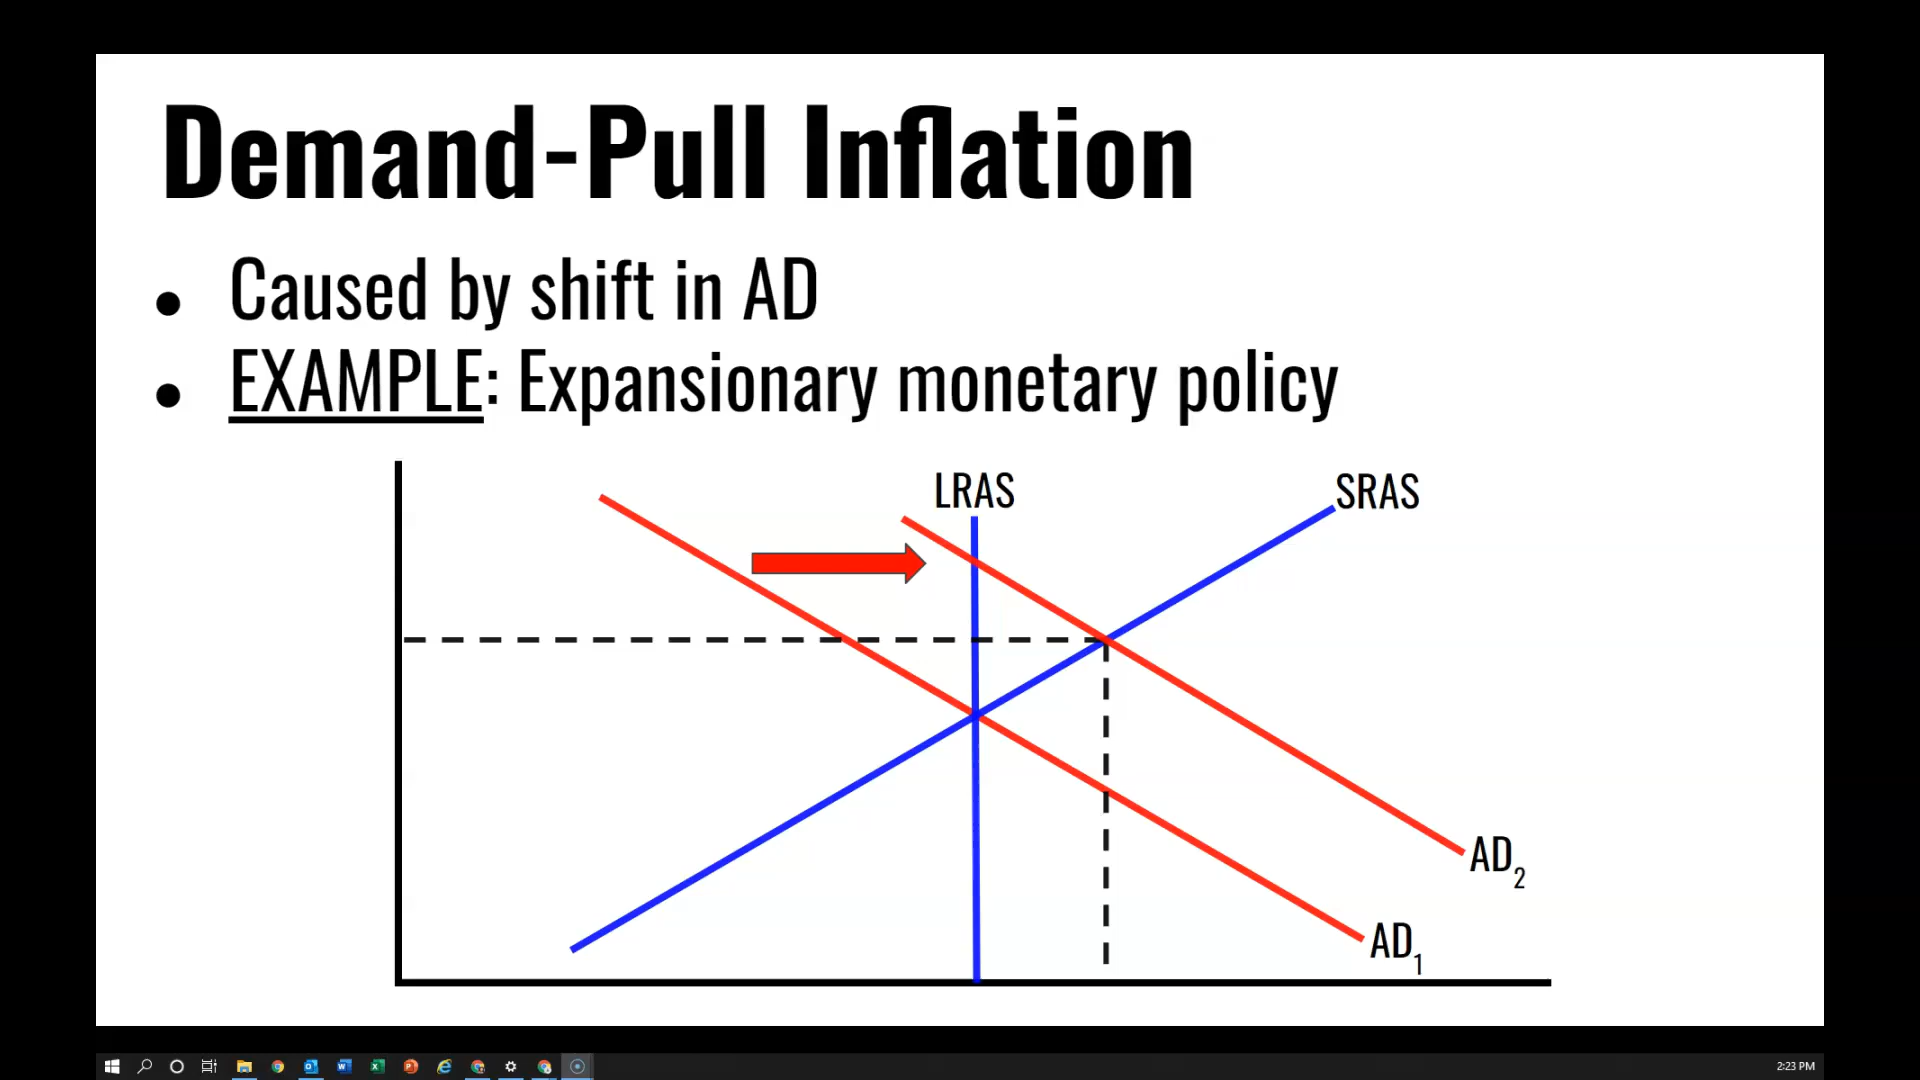 Demand-Pull Inflation
● Caused by shift in AD
● EXAMPLE: Expansionary monetary policy
LRAS
SRAS
AD2
AD1
2:23 PM